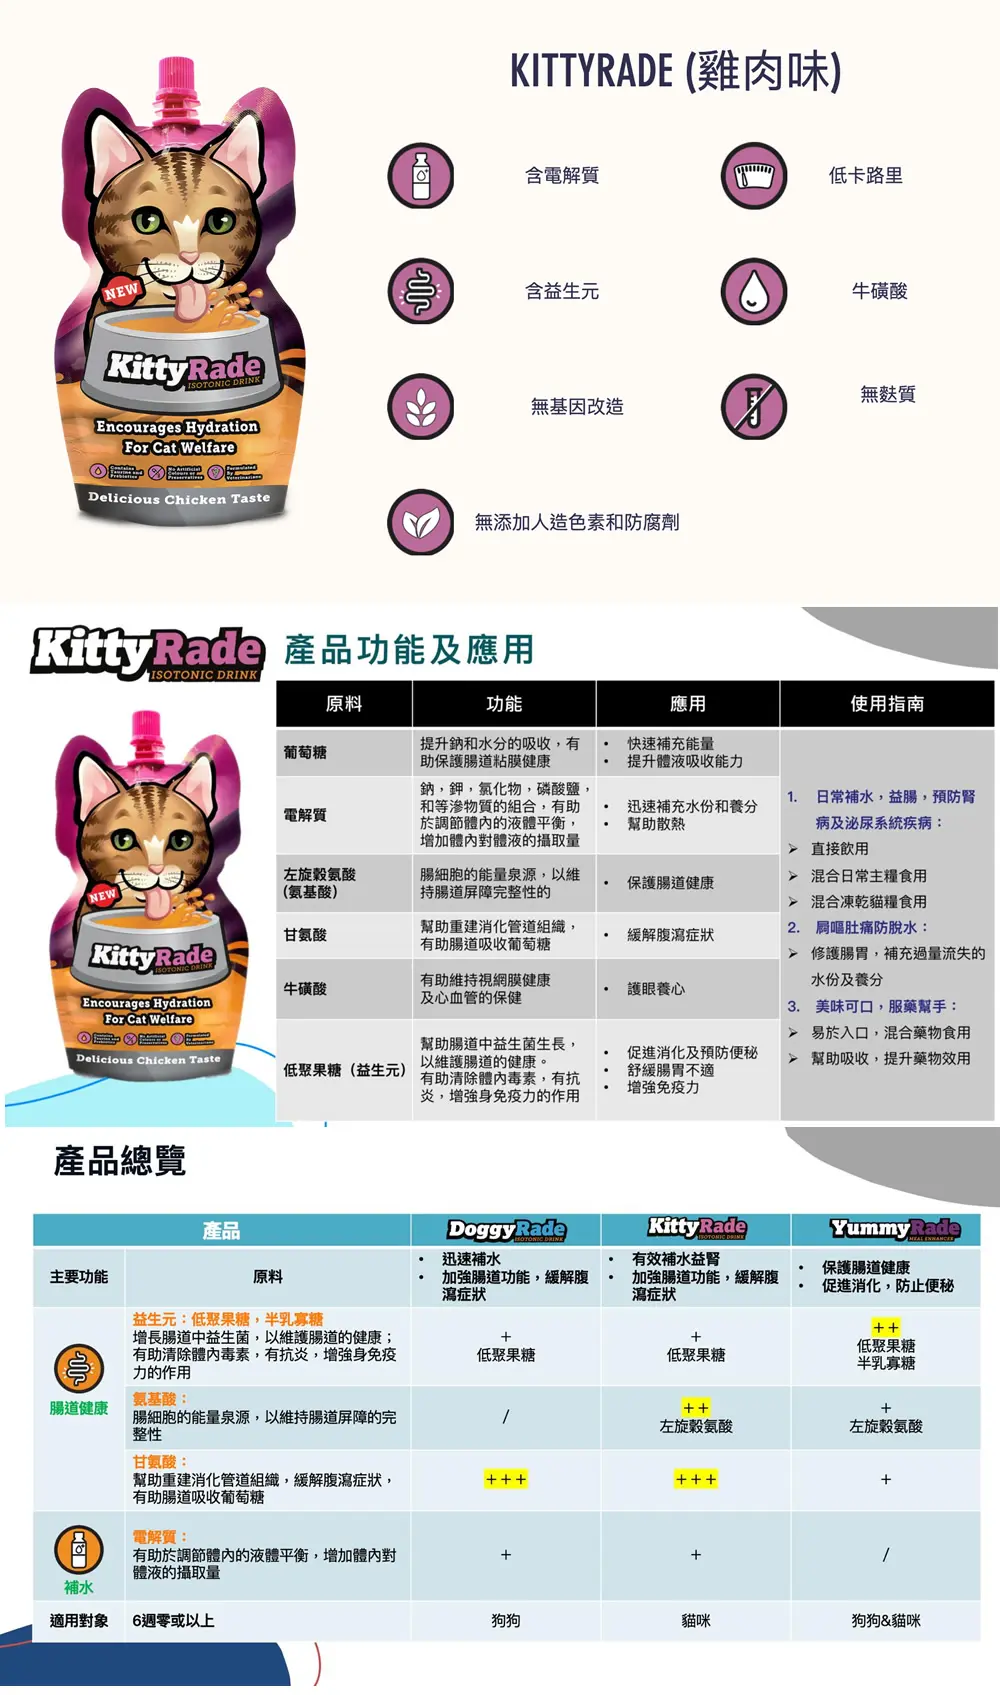 KITTYRADE (雞肉味)
含電解質
低卡路里
含益生元
牛磺酸
無基因改造
無麩質
無添加人造色素和防腐劑
NEW
KittyRade
ISOTONIC DRINK
Encourages Hydration
For Cat Welfare
Contains
Taurine and
Prebiotics
No Artificial
Colours or
Preservatives
Formulated
By
Veterinarians
Delicious Chicken Taste
KittyRade
ISOTONIC DRINK
產品功能及應用
NEW
KittyRade
ISOTONIC DRINK
Encourages Hydration
For Cat Welfare
Delicious Chicken Taste
原料
功能
應用
使用指南
葡萄糖
提升鈉和水分的吸收，有
助保護腸道粘膜健康
• 快速補充能量
• 提升體液吸收能力
電解質
鈉，鉀，氯化物，磷酸鹽，
和等滲物質的組合，有助
於調節體內的液體平衡，
增加體內對體液的攝取量
• 迅速補充水份和養分
• 幫助散熱
左旋穀氨酸
(氨基酸)
腸細胞的能量泉源，以維
持腸道屏障完整性的
• 保護腸道健康
甘氨酸
幫助重建消化管道組織，
有助腸道吸收葡萄糖
• 緩解腹瀉症狀
牛磺酸
有助維持視網膜健康
及心血管的保健
• 護眼養心
低聚果糖（益生元）
幫助腸道中益生菌生長，
以維護腸道的健康。
有助清除體內毒素，有抗
炎，增強身免疫力的作用
• 促進消化及預防便秘
• 舒緩腸胃不適
• 增強免疫力
1. 日常補水，益腸，預防腎
病及泌尿系統疾病：
➢ 直接飲用
➢ 混合日常主糧食用
➢ 混合凍乾貓糧食用
2. 屙嘔肚痛防脫水：
➢ 修護腸胃，補充過量流失的
水份及養分
3. 美味可口，服藥幫手：
➢ 易於入口，混合藥物食用
➢ 幫助吸收，提升藥物效用
產品總覽
產品
DoggyRade
ISOTONIC DRINK
KittyRade
ISOTONIC DRINK
YummyRade
MEAL ENHANCER
主要功能
原料
• 迅速補水
• 加強腸道功能，緩解腹
瀉症狀
• 有效補水益腎
• 加強腸道功能，緩解腹
瀉症狀
• 保護腸道健康
• 促進消化，防止便秘
腸道健康
益生元：低聚果糖，半乳寡糖
增長腸道中益生菌，以維護腸道的健康；
有助清除體內毒素，有抗炎，增強身免疫
力的作用
+
低聚果糖
+
低聚果糖
++
低聚果糖
半乳寡糖
氨基酸：
腸細胞的能量泉源，以維持腸道屏障的完
整性
/
++
左旋穀氨酸
+
左旋穀氨酸
甘氨酸：
幫助重建消化管道組織，緩解腹瀉症狀，
有助腸道吸收葡萄糖
+++
+++
+
補水
電解質：
有助於調節體內的液體平衡，增加體內對
體液的攝取量
+
+
/
適用對象
6週零或以上
狗狗
貓咪
狗狗&貓咪